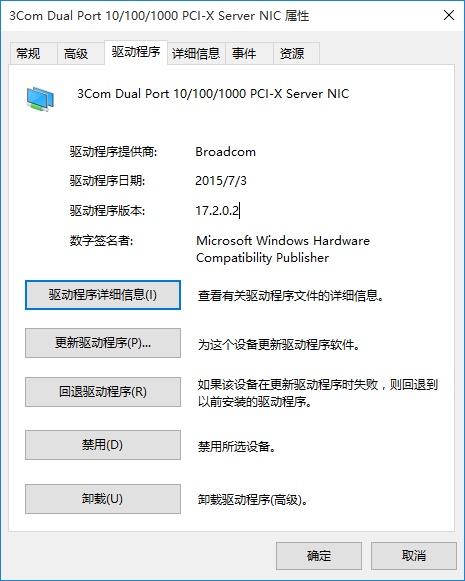 3Com Dual Port 10/100/1000 PCI-X Server NIC 属性
常规 高级 驱动程序 详细信息 事件 资源
3Com Dual Port 10/100/1000 PCI-X Server NIC
驱动程序提供商: Broadcom
驱动程序日期: 2015/7/3
驱动程序版本: 17.2.0.2
数字签名者: Microsoft Windows Hardware
Compatibility Publisher
驱动程序详细信息(I) 查看有关驱动程序文件的详细信息。
更新驱动程序(P)... 为这个设备更新驱动程序软件。
回退驱动程序(R) 如果该设备在更新驱动程序时失败，则回退到
以前安装的驱动程序。
禁用(D) 禁用所选设备。
卸载(U) 卸载驱动程序(高级)。
确定 取消